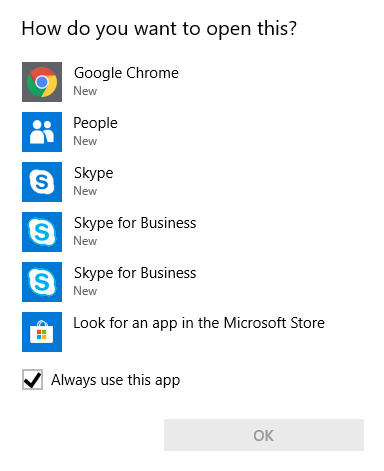 How do you want to open this?
Google Chrome
New
People
New
Skype
New
Skype for Business
New
Skype for Business
New
Look for an app in the Microsoft Store
Always use this app
OK